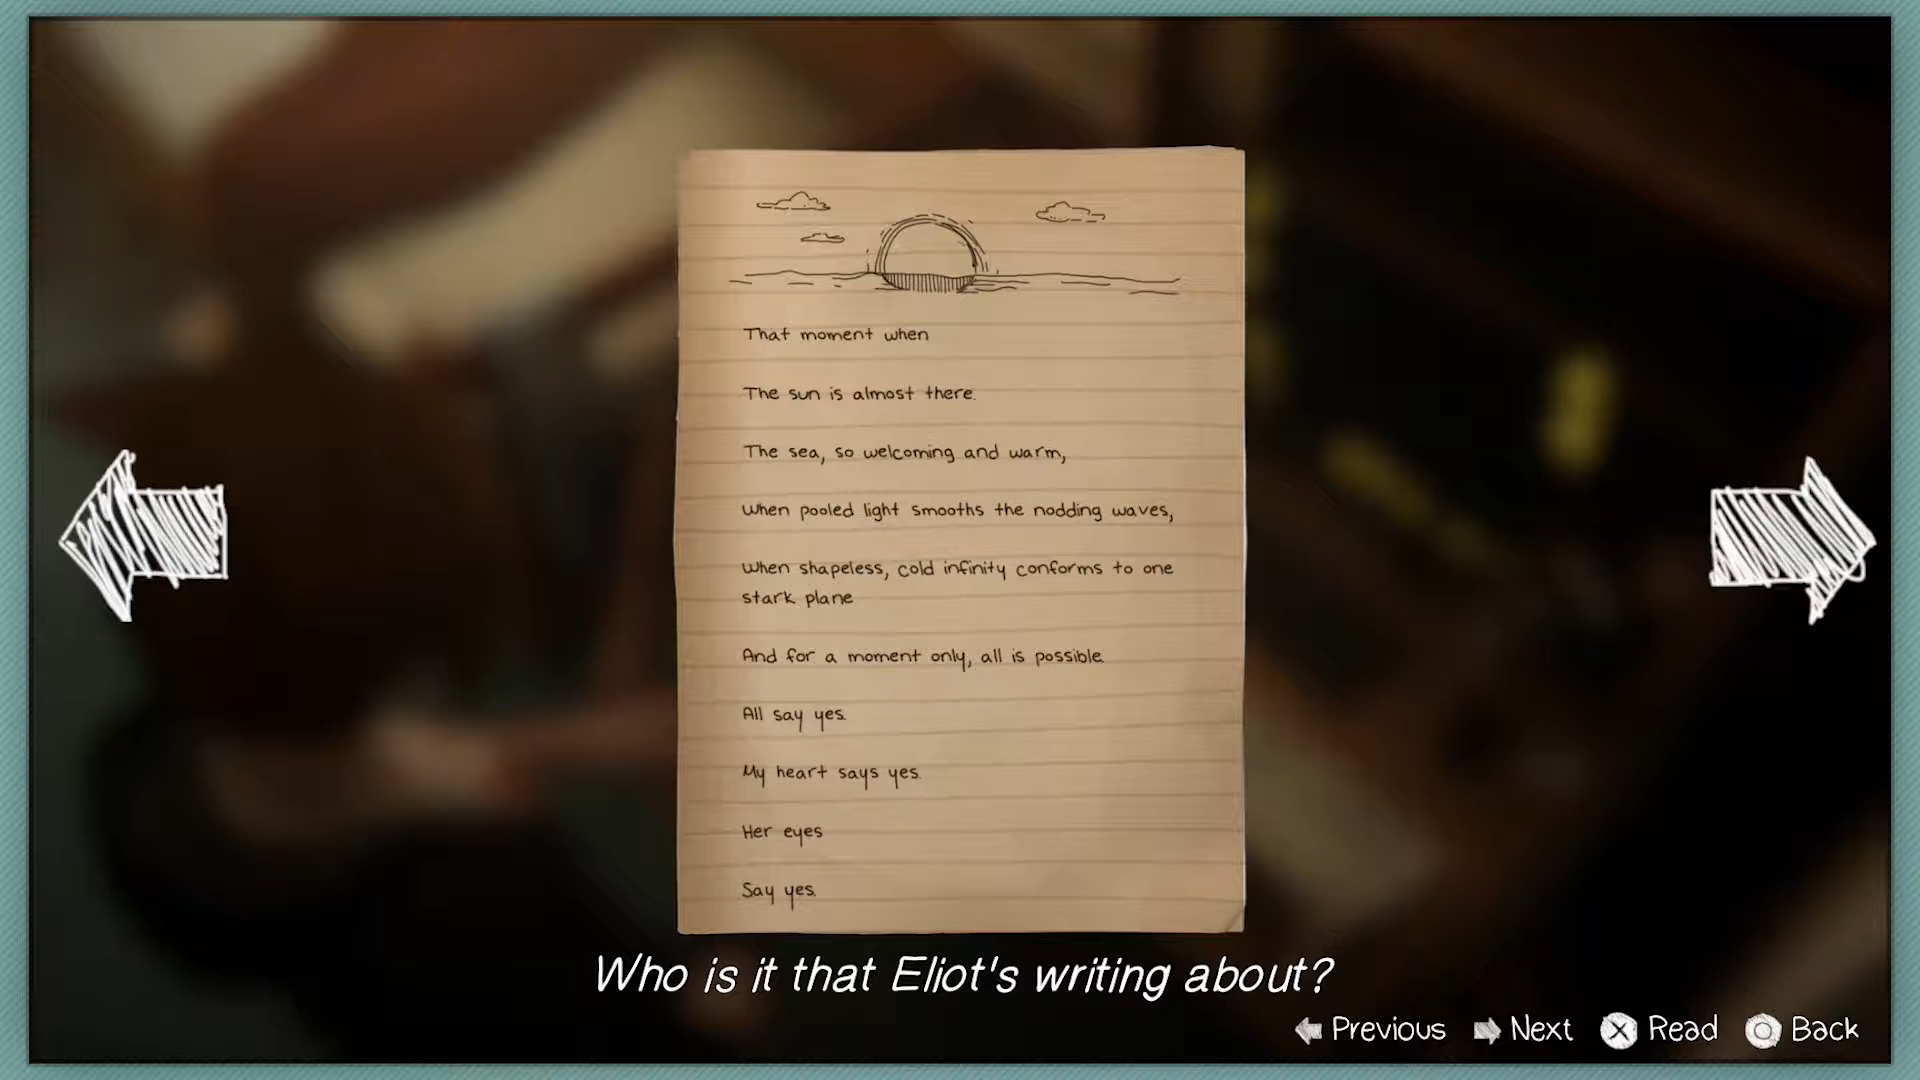 That moment when
The sun is almost there.
The sea, so welcoming and warm,
When pooled light smooths the nodding waves,
When shapeless, cold infinity conforms to one
stark plane
And for a moment only, all is possible.
All say yes.
My heart says yes.
Her eyes
Say yes.
Who is it that Eliot's writing about?
Previous Next Read Back